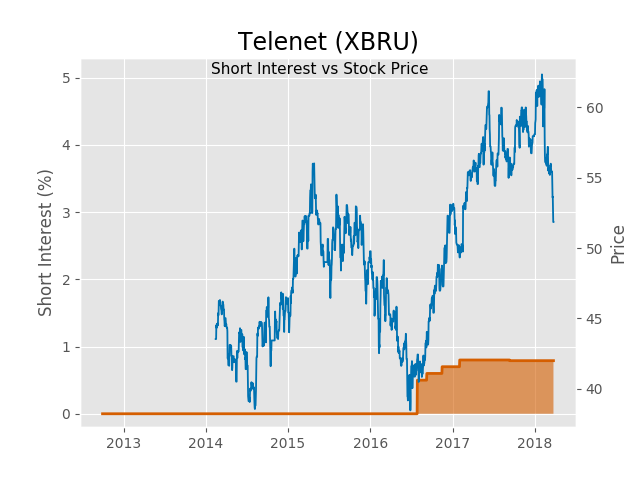 Telenet (XBRU)
Short Interest vs Stock Price
Short Interest (%)
5
4
3
2
1
0
60
55
50
45
40
Price
2013 2014 2015 2016 2017 2018